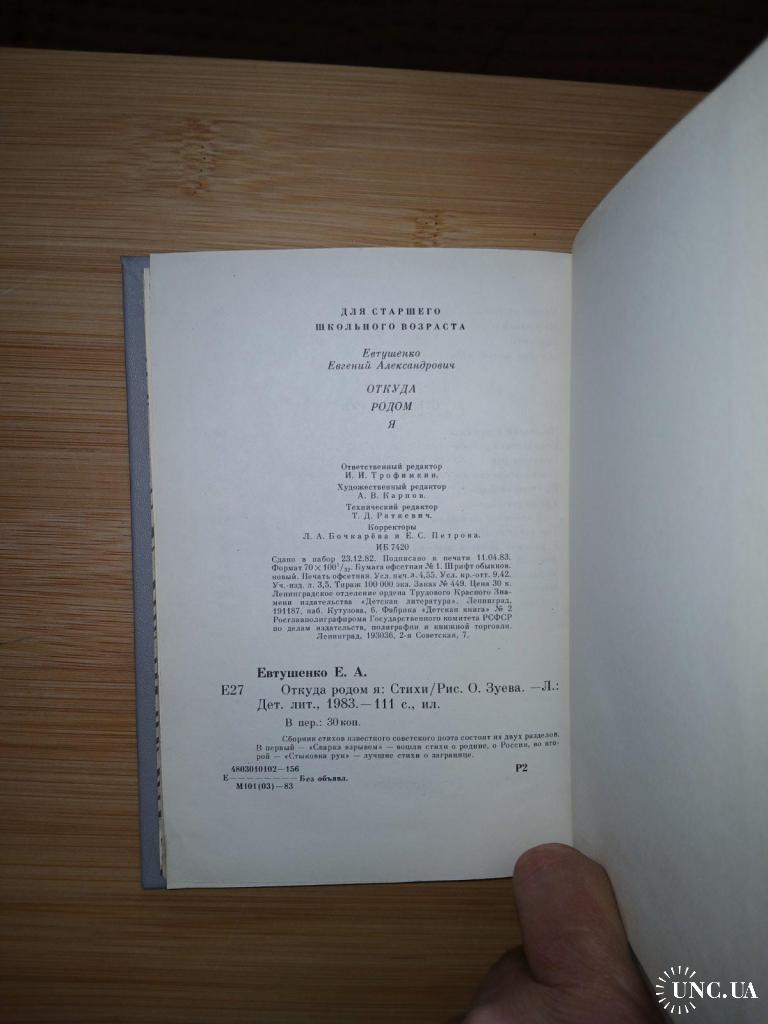 ДЛЯ СТАРШЕГО
ШКОЛЬНОГО ВОЗРАСТА
Евтушенко
Евгений Александрович
ОТКУДА
РОДОМ
Я
Ответственный редактор
И. И. Трофимкин.
Художественный редактор
А. В. Карпов.
Технический редактор
Т. Д. Раткевич.
Корректоры
Л. А. Бочкарёва и Е. С. Петрова.
ИБ 7420
Сдано в набор 23.12.82. Подписано к печати 11.04.83.
Формат 70×100¹/₃₂. Бумага офсетная № 1. Шрифт обыкнов.
новый. Печать офсетная. Усл. печ. л. 4,55. Усл. кр.-отт. 9,42.
Уч.-изд. л. 3,5. Тираж 100 000 экз. Заказ № 449. Цена 30 к.
Ленинградское отделение ордена Трудового Красного Зна-
мени издательства «Детская литература». Ленинград,
191187, наб. Кутузова, 6. Фабрика «Детская книга» № 2
Росглавполиграфпрома Государственного комитета РСФСР
по делам издательств, полиграфии и книжной торговли.
Ленинград, 193036, 2-я Советская, 7.
Евтушенко Е. А.
Е27 Откуда родом я: Стихи/Рис. О. Зуева. —Л.:
Дет. лит., 1983.—111 с., ил.
В пер.: 30 коп.
Сборник стихов известного советского поэта состоит из двух разделов.
В первый — «Сварка взрывом» — вошли стихи о родине, о России, во вто-
рой — «Стыковка рук» — лучшие стихи о загранице.
4803010102—156
Е————————Без объявл. Р2
М101(03)—83
UNC.UA